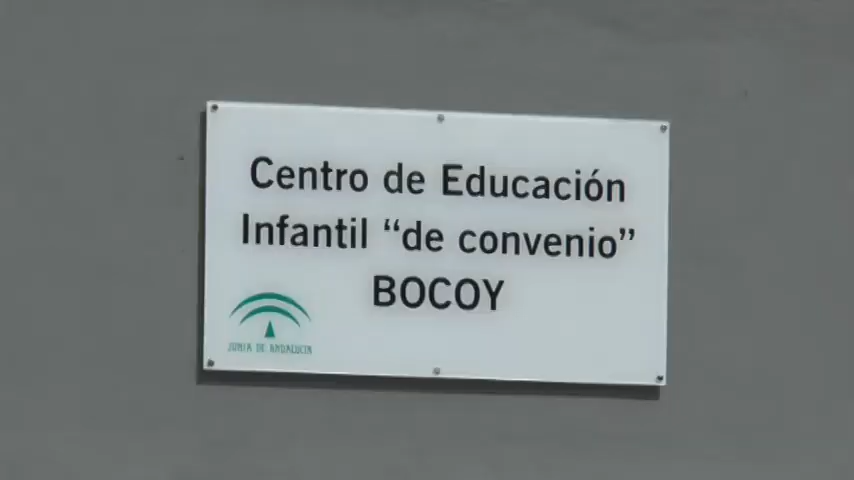 Centro de Educación
Infantil “de convenio”
BOCOY
JUNTA DE ANDALUCIA